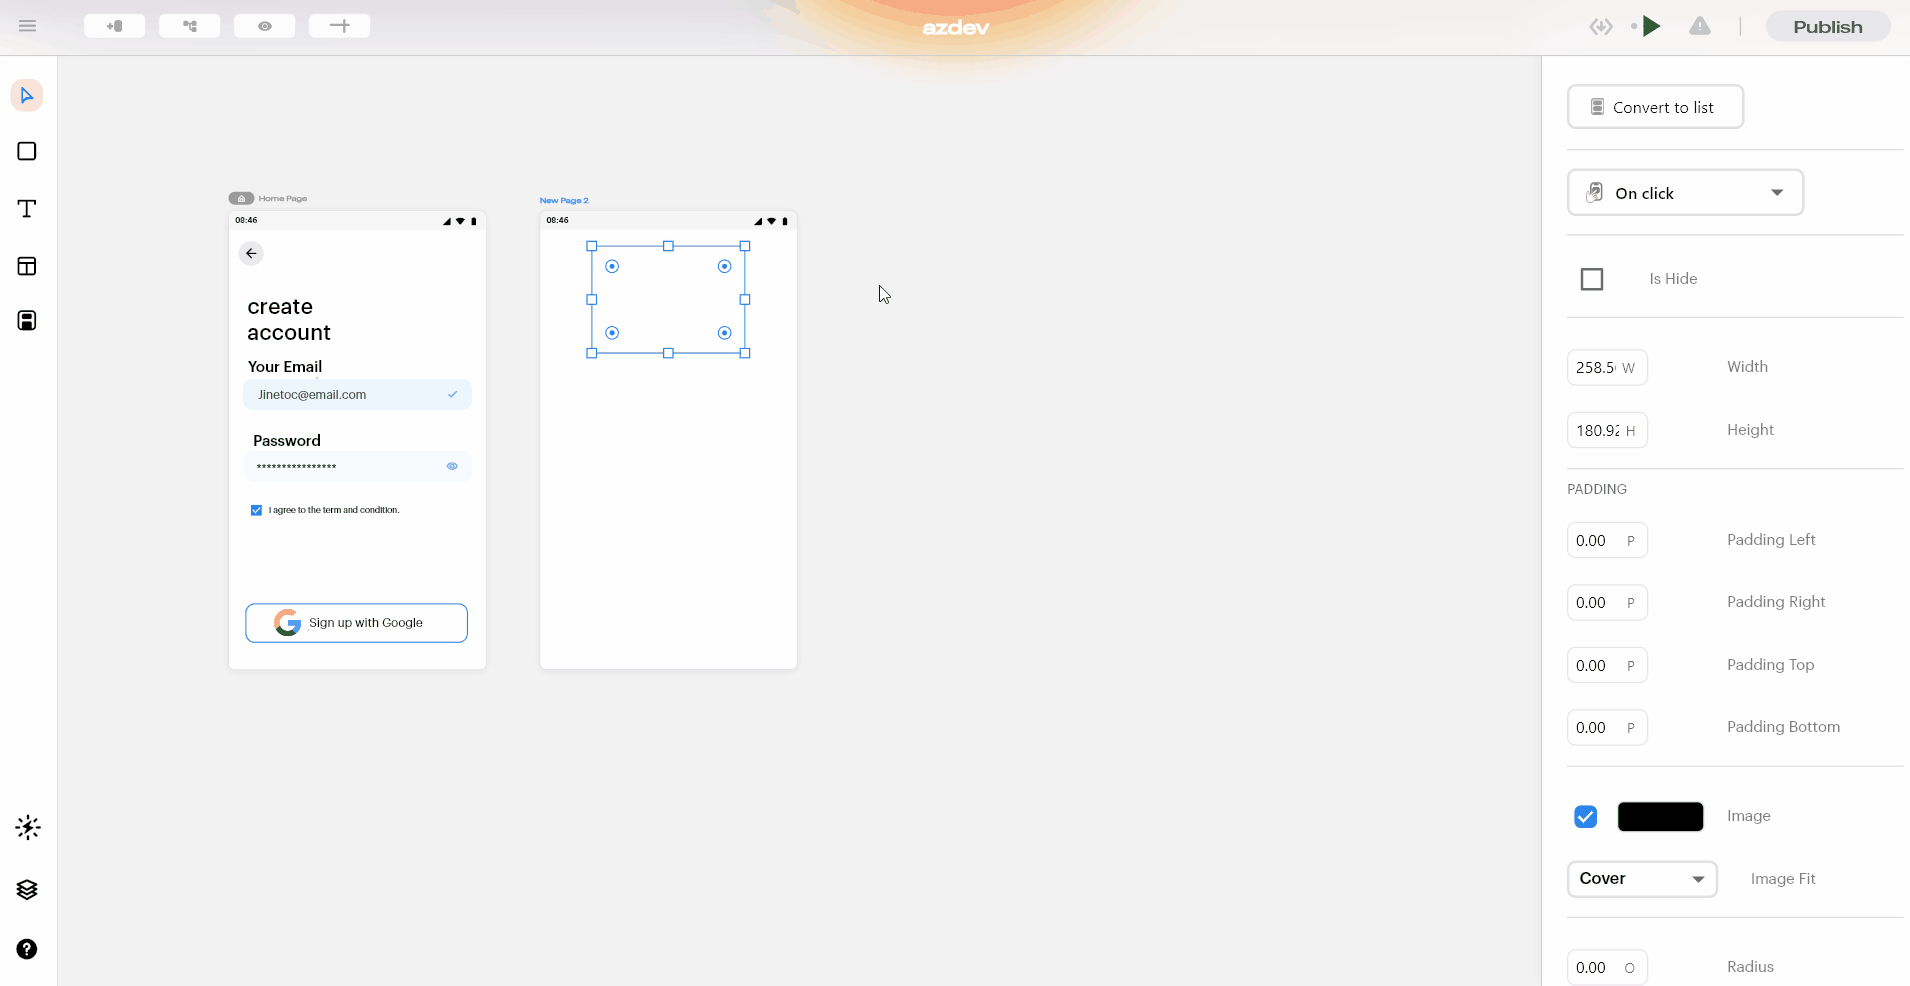 azdev
Publish
Convert to list
On click
Is Hide
258.5 W Width
180.92 H Height
PADDING
0.00 P Padding Left
0.00 P Padding Right
0.00 P Padding Top
0.00 P Padding Bottom
Image
Cover Image Fit
0.00 O Radius
Home Page
08:46
create
account
Your Email
Jinetoc@email.com
Password
****************
I agree to the term and condition.
Sign up with Google
New Page 2
08:46